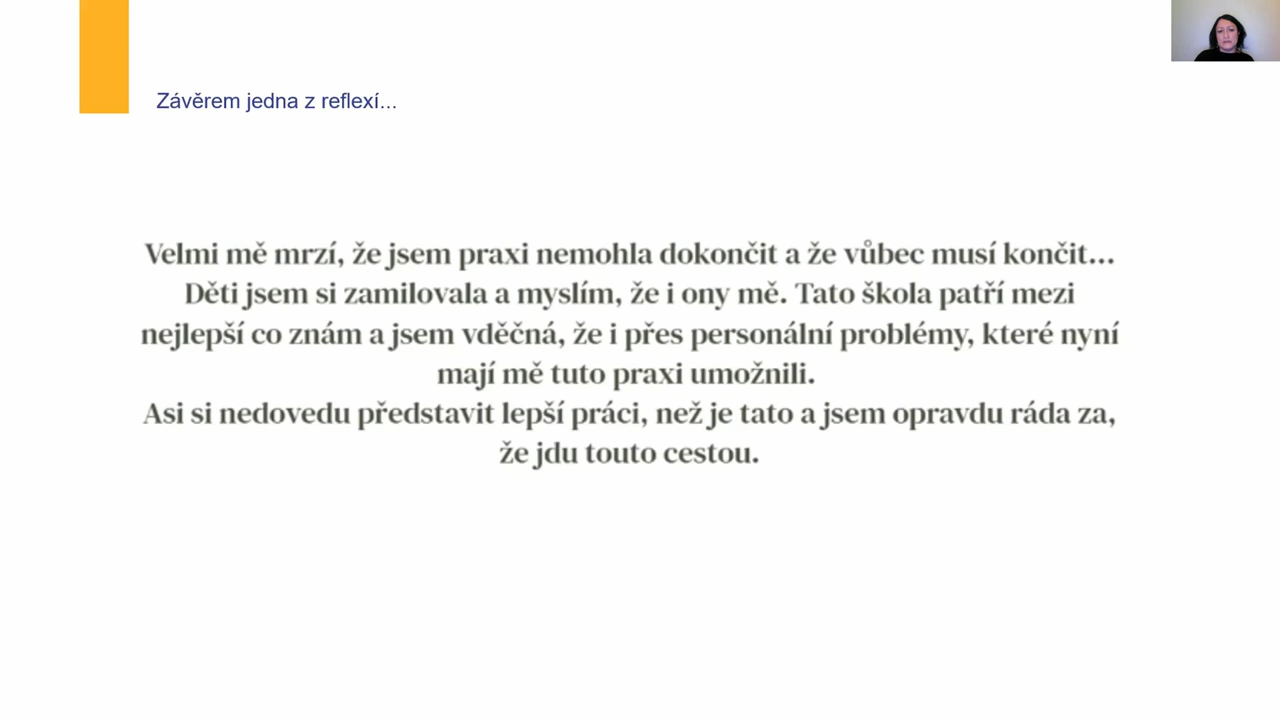 Závěrem jedna z reflexí...
Velmi mě mrzí, že jsem praxi nemohla dokončit a že vůbec musí končit...
Děti jsem si zamilovala a myslím, že i ony mě. Tato škola patří mezi
nejlepší co znám a jsem vděčná, že i přes personální problémy, které nyní
mají mě tuto praxi umožnili.
Asi si nedovedu představit lepší práci, než je tato a jsem opravdu ráda za,
že jdu touto cestou.